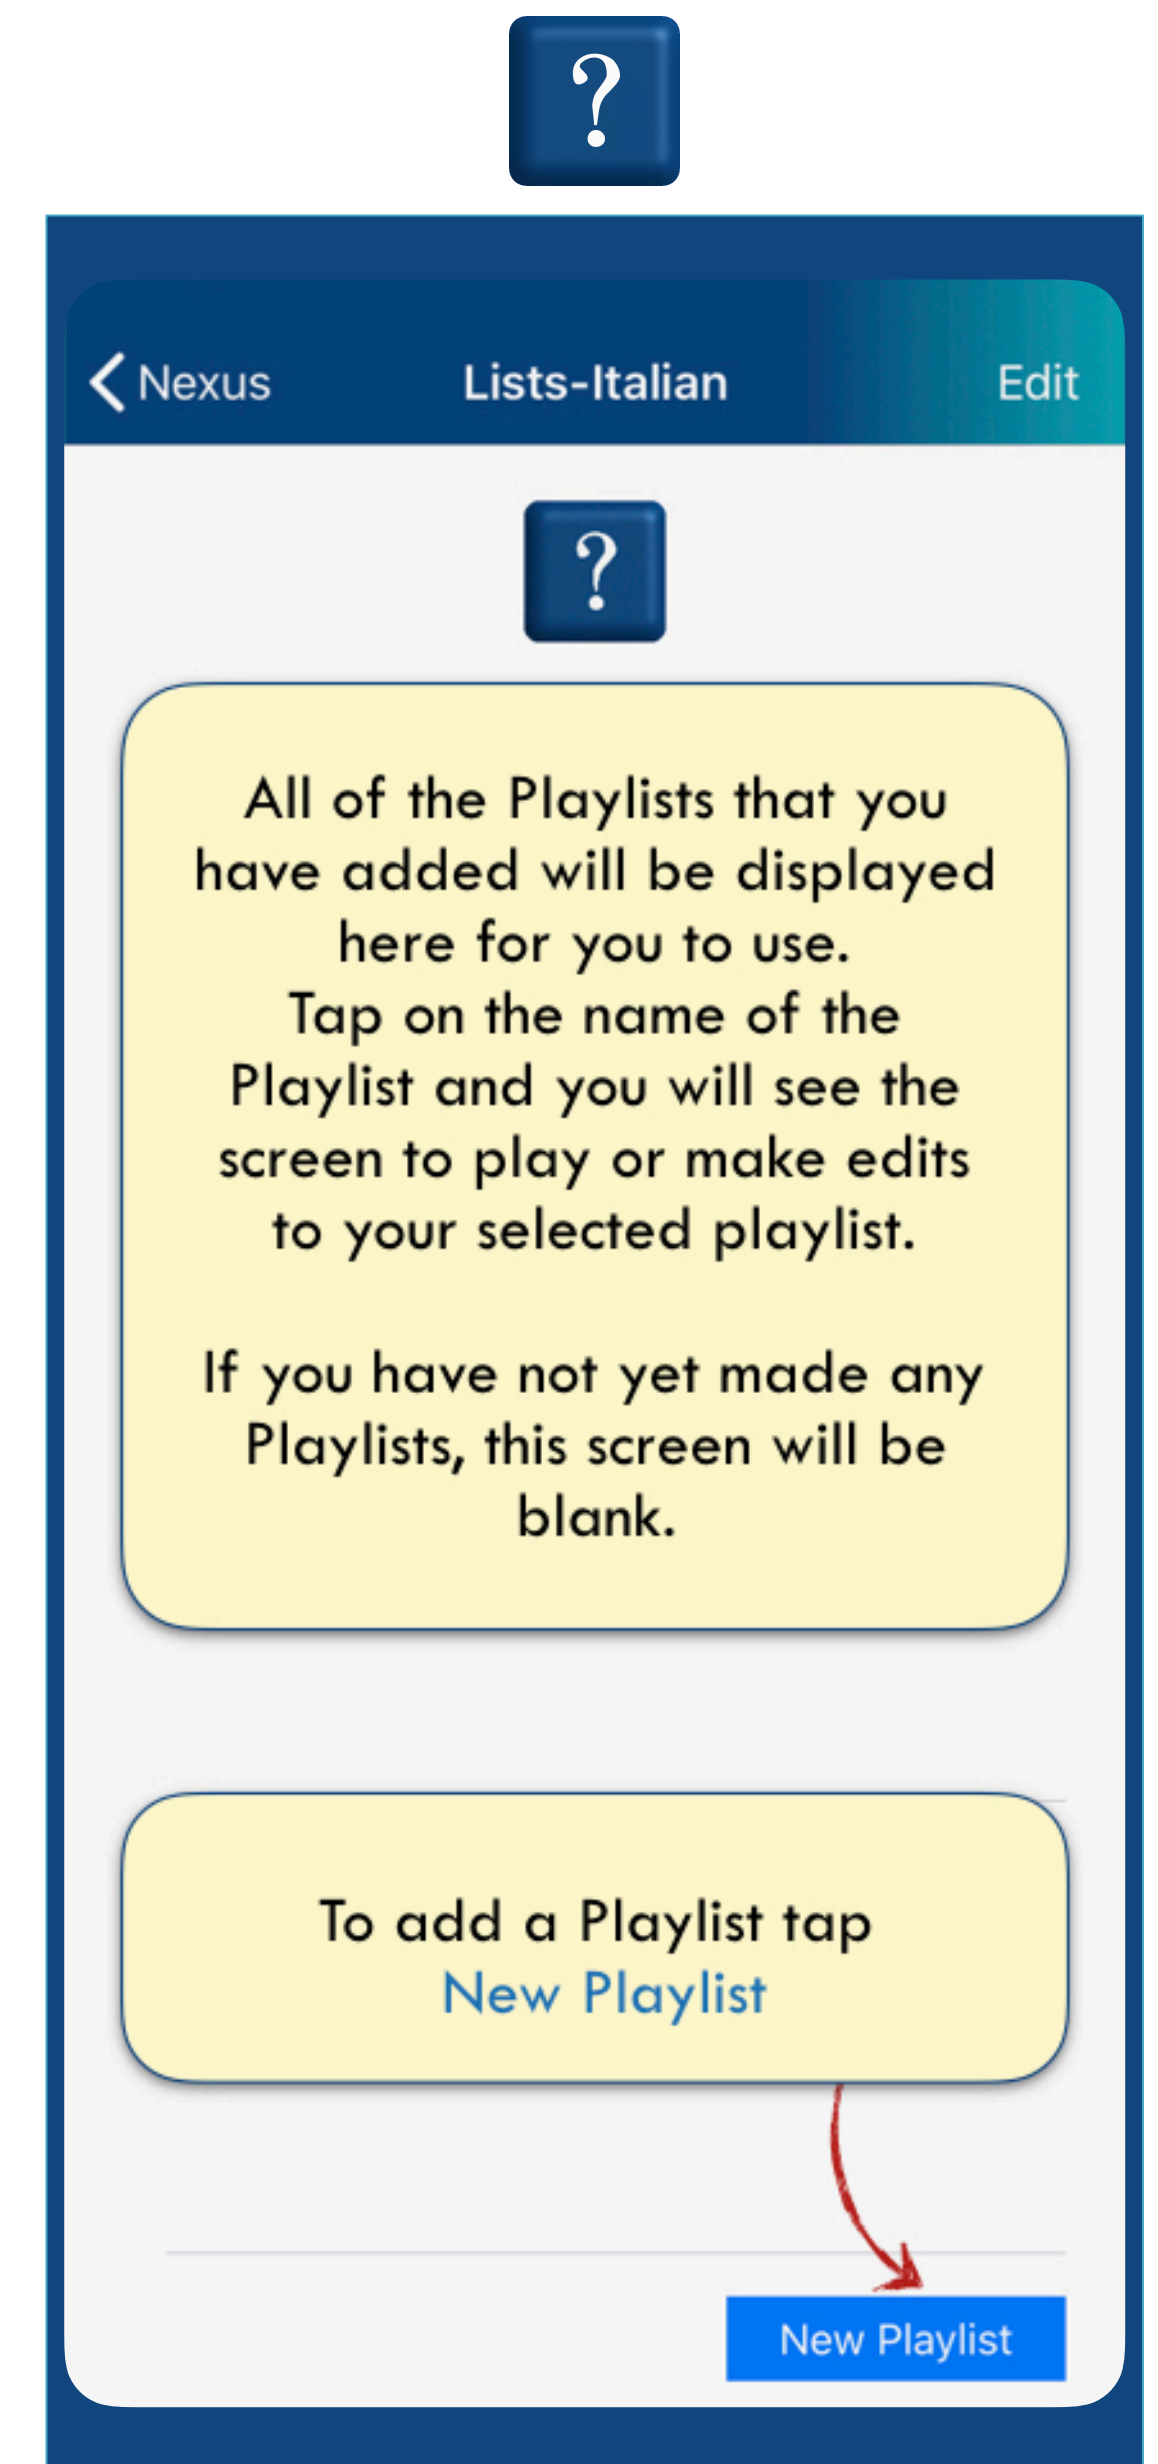 ?
Nexus
Lists-Italian
Edit
?
All of the Playlists that you
have added will be displayed
here for you to use.
Tap on the name of the
Playlist and you will see the
screen to play or make edits
to your selected playlist.
If you have not yet made any
Playlists, this screen will be
blank.
To add a Playlist tap
New Playlist
New Playlist